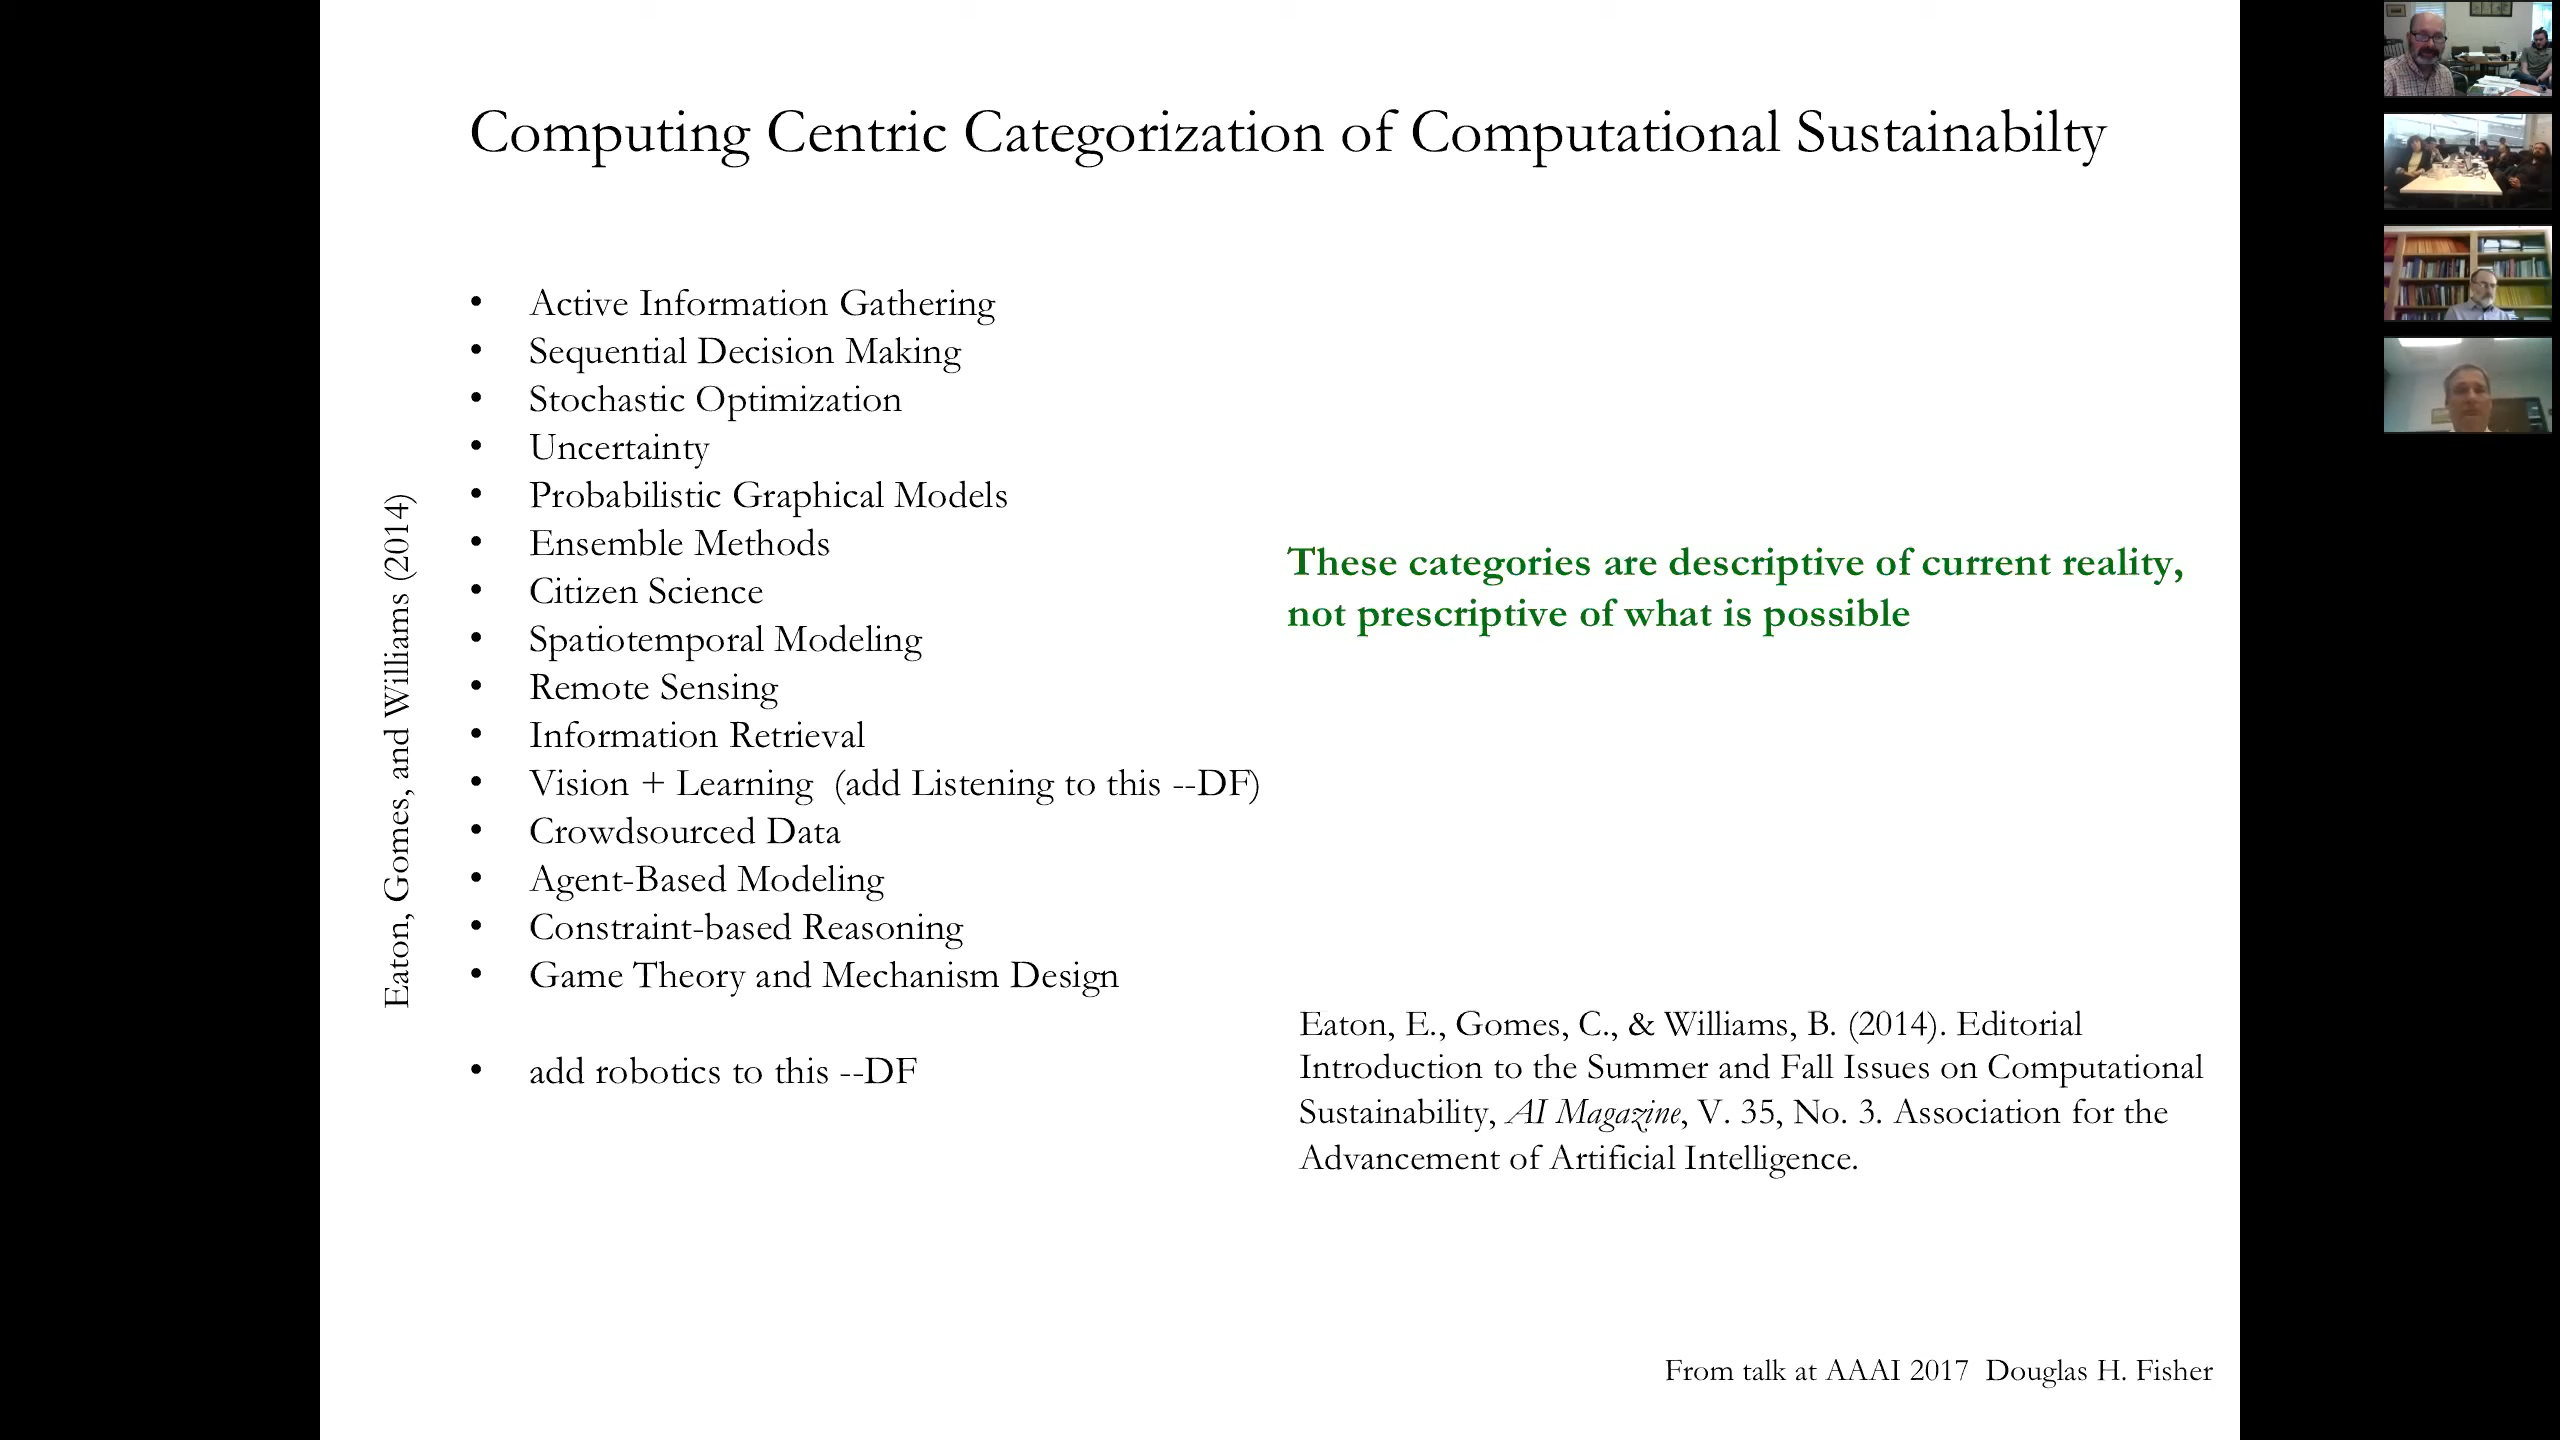 Computing Centric Categorization of Computational Sustainabilty
Eaton, Gomes, and Williams (2014)
• Active Information Gathering
• Sequential Decision Making
• Stochastic Optimization
• Uncertainty
• Probabilistic Graphical Models
• Ensemble Methods
• Citizen Science
• Spatiotemporal Modeling
• Remote Sensing
• Information Retrieval
• Vision + Learning  (add Listening to this --DF)
• Crowdsourced Data
• Agent-Based Modeling
• Constraint-based Reasoning
• Game Theory and Mechanism Design
• add robotics to this --DF
These categories are descriptive of current reality,
not prescriptive of what is possible
Eaton, E., Gomes, C., & Williams, B. (2014). Editorial
Introduction to the Summer and Fall Issues on Computational
Sustainability, AI Magazine, V. 35, No. 3. Association for the
Advancement of Artificial Intelligence.
From talk at AAAI 2017  Douglas H. Fisher